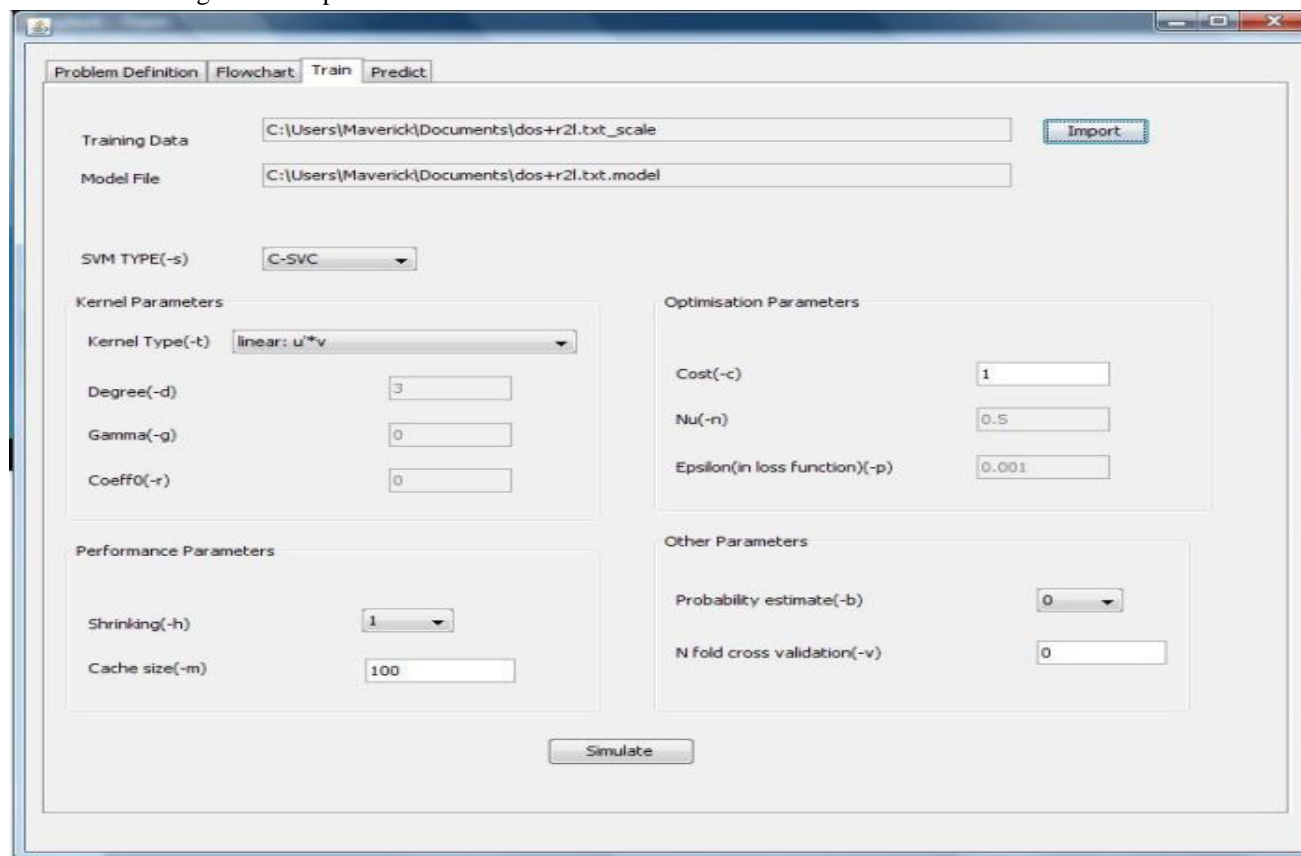 Problem Definition Flowchart Train Predict
Training Data C:\Users\Maverick\Documents\dos+r2l.txt_scale Import
Model File C:\Users\Maverick\Documents\dos+r2l.txt.model
SVM TYPE(-s) C-SVC
Kernel Parameters
Kernel Type(-t) linear: u'*v
Degree(-d) 3
Gamma(-g) 0
Coeff0(-r) 0
Optimisation Parameters
Cost(-c) 1
Nu(-n) 0.5
Epsilon(in loss function)(-p) 0.001
Performance Parameters
Shrinking(-h) 1
Cache size(-m) 100
Other Parameters
Probability estimate(-b) 0
N fold cross validation(-v) 0
Simulate